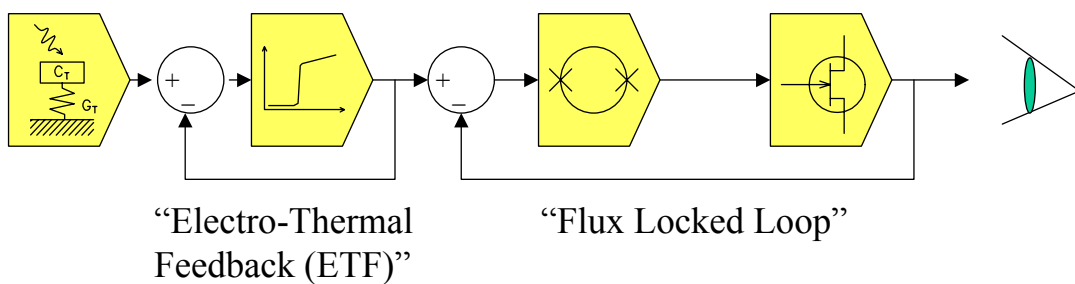 C_T
G_T
+
−
+
−
“Electro-Thermal
Feedback (ETF)”
“Flux Locked Loop”